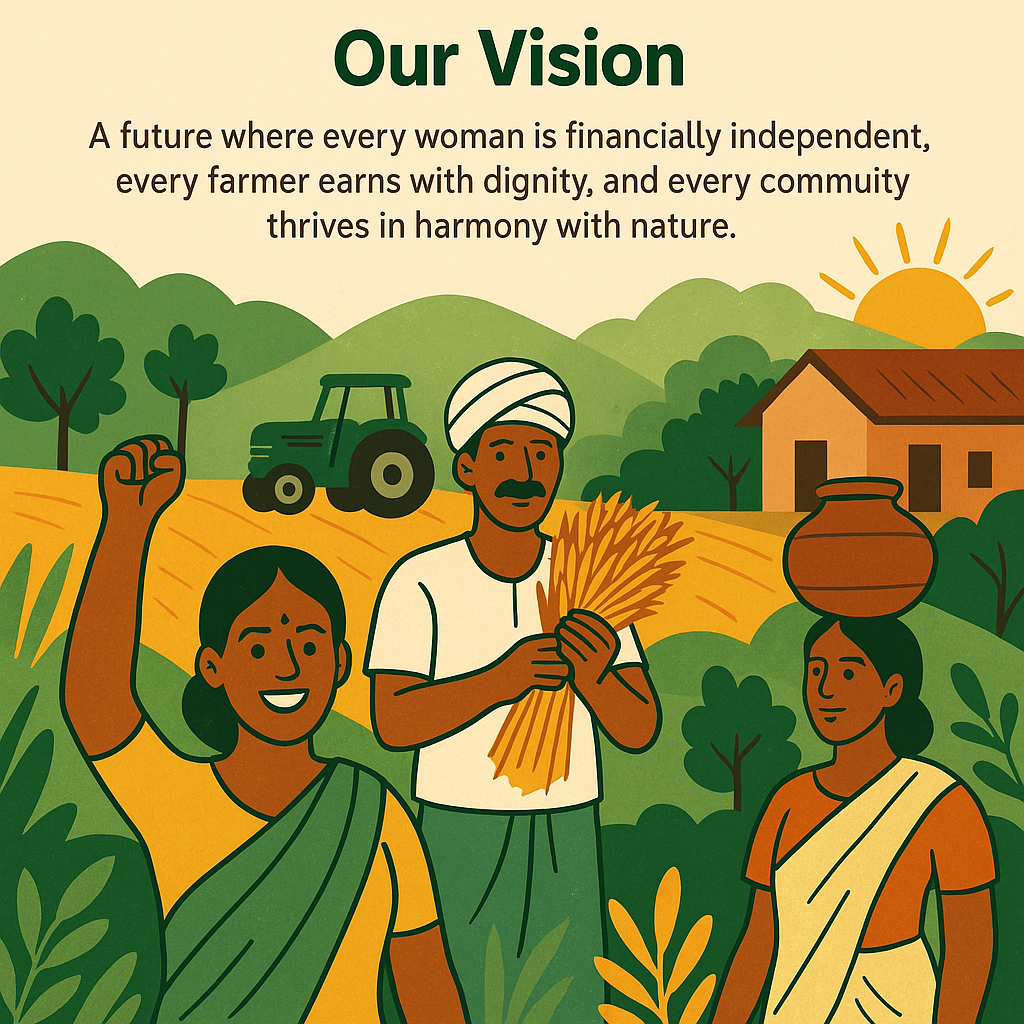 Our Vision
A future where every woman is financially independent,
every farmer earns with dignity, and every commuity
thrives in harmony with nature.